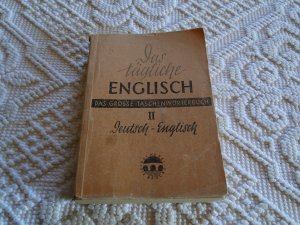 Das
tägliche
ENGLISCH
DAS GROSSE TASCHENWÖRTERBUCH
II
Deutsch - Englisch